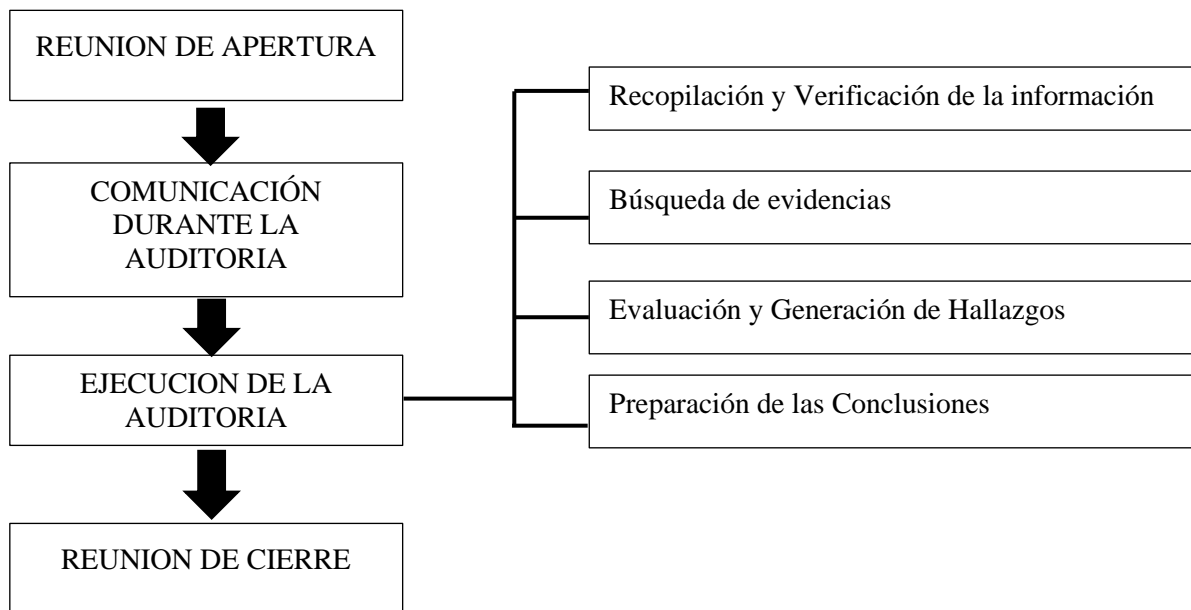 REUNION DE APERTURA
COMUNICACIÓN
DURANTE LA
AUDITORIA
EJECUCION DE LA
AUDITORIA
REUNION DE CIERRE
Recopilación y Verificación de la información
Búsqueda de evidencias
Evaluación y Generación de Hallazgos
Preparación de las Conclusiones